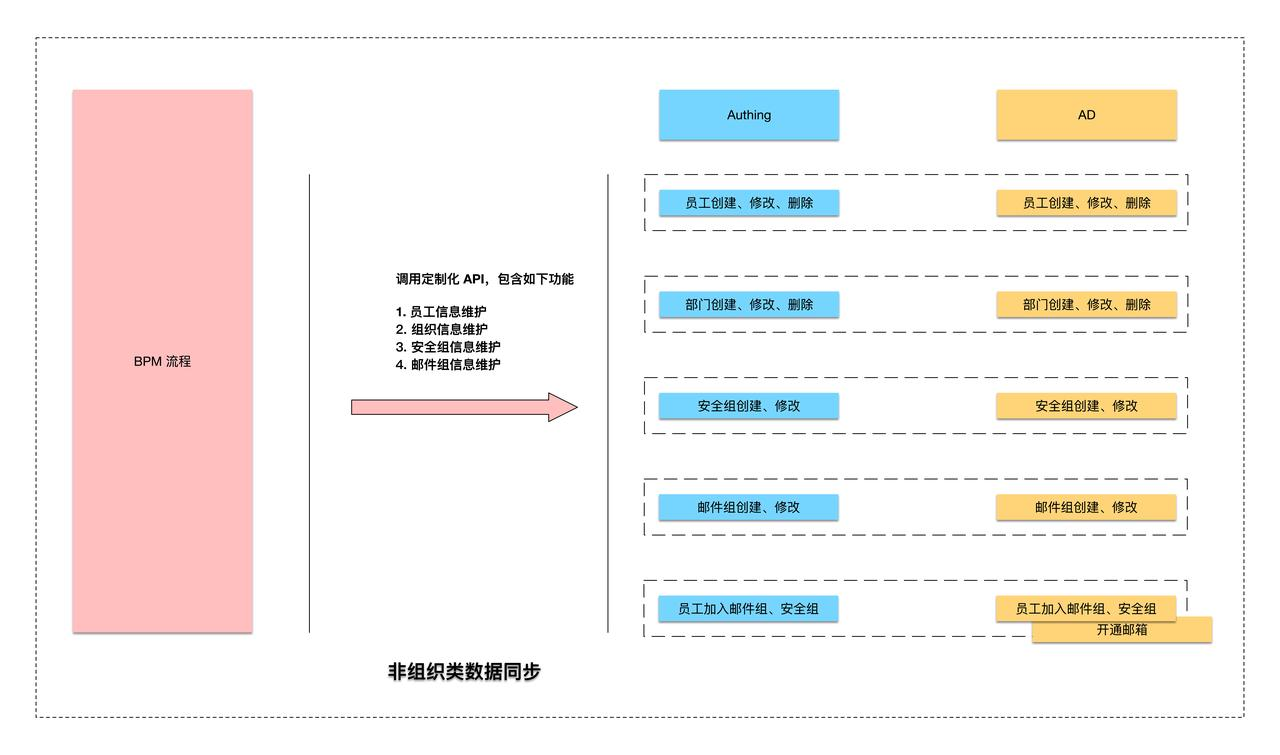 Authing
AD
员工创建、修改、删除
员工创建、修改、删除
调用定制化 API，包含如下功能
1. 员工信息维护
2. 组织信息维护
3. 安全组信息维护
4. 邮件组信息维护
部门创建、修改、删除
部门创建、修改、删除
BPM 流程
安全组创建、修改
安全组创建、修改
邮件组创建、修改
邮件组创建、修改
员工加入邮件组、安全组
员工加入邮件组、安全组
开通邮箱
非组织类数据同步